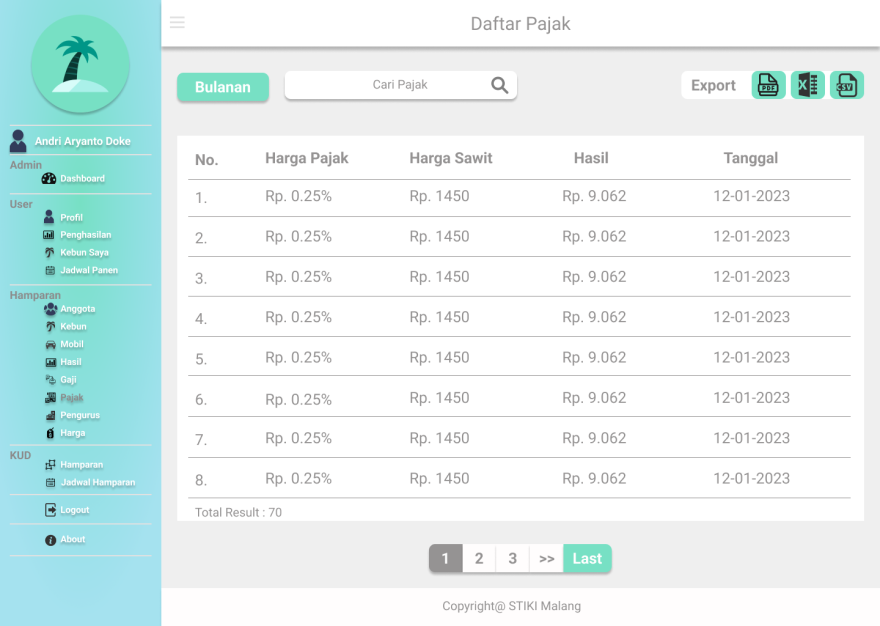 Daftar Pajak
Andri Aryanto Doke
Admin
Dashboard
User
Profil
Penghasilan
Kebun Saya
Jadwal Panen
Hamparan
Anggota
Kebun
Mobil
Hasil
Gaji
Pajak
Pengurus
Harga
KUD
Hamparan
Jadwal Hamparan
Logout
About
Bulanan
Cari Pajak
Export PDF X CSV
No. Harga Pajak Harga Sawit Hasil Tanggal
1. Rp. 0.25% Rp. 1450 Rp. 9.062 12-01-2023
2. Rp. 0.25% Rp. 1450 Rp. 9.062 12-01-2023
3. Rp. 0.25% Rp. 1450 Rp. 9.062 12-01-2023
4. Rp. 0.25% Rp. 1450 Rp. 9.062 12-01-2023
5. Rp. 0.25% Rp. 1450 Rp. 9.062 12-01-2023
6. Rp. 0.25% Rp. 1450 Rp. 9.062 12-01-2023
7. Rp. 0.25% Rp. 1450 Rp. 9.062 12-01-2023
8. Rp. 0.25% Rp. 1450 Rp. 9.062 12-01-2023
Total Result : 70
1 2 3 >> Last
Copyright@ STIKI Malang